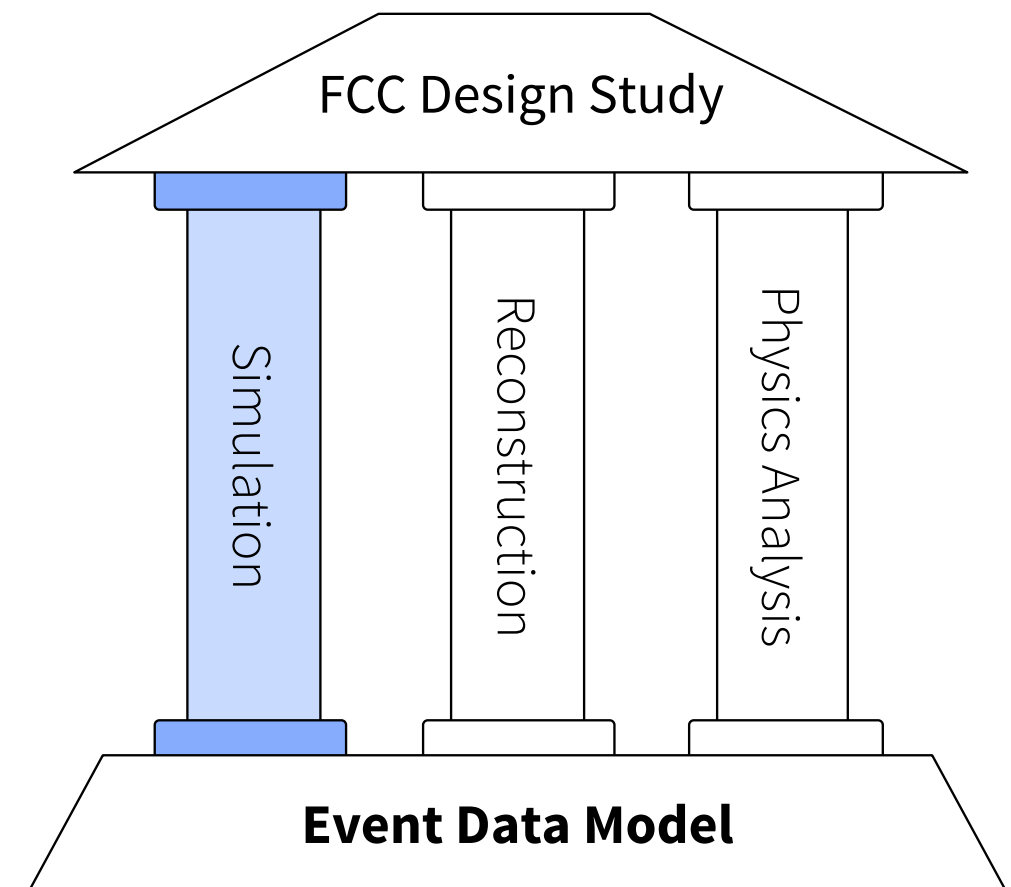 FCC Design Study
Simulation
Reconstruction
Physics Analysis
Event Data Model